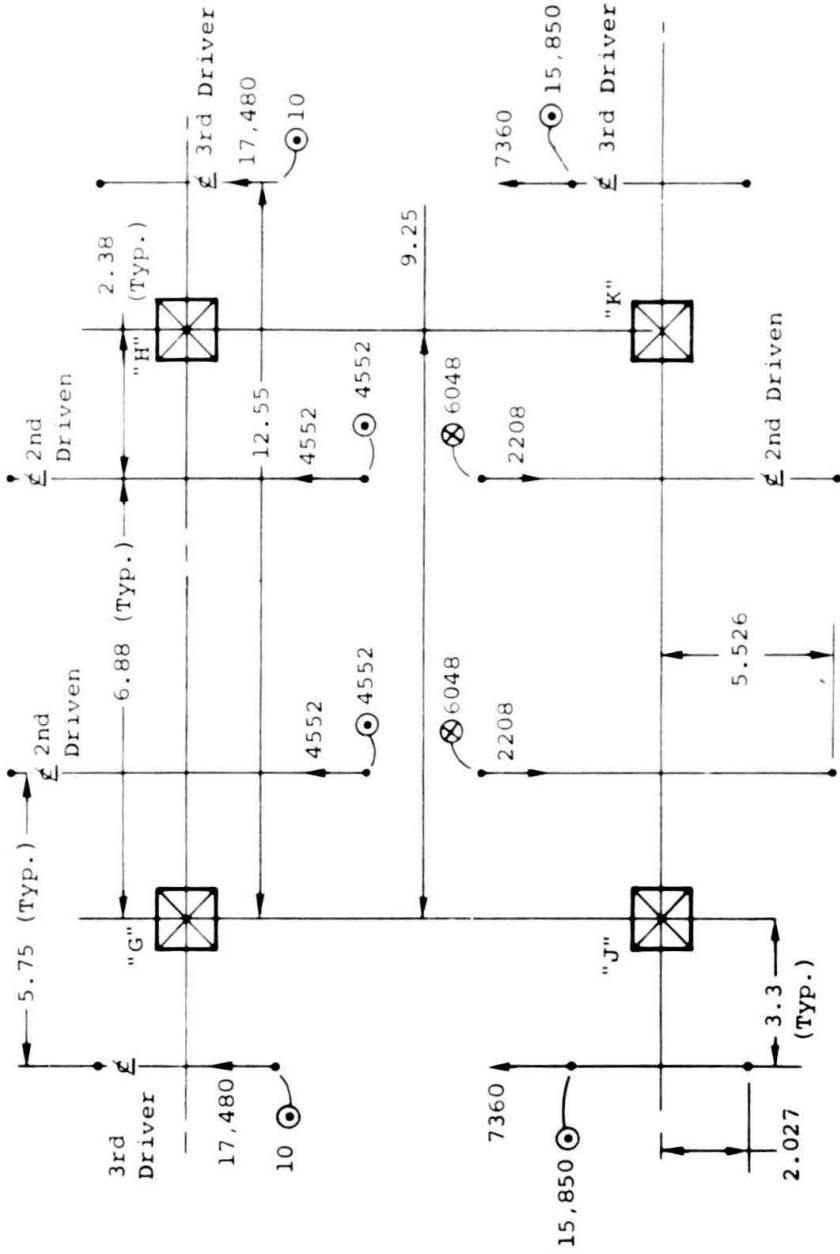 5.75 (Typ.)
₵ 2nd
Driven
6.88 (Typ.)
₵ 2nd
Driven
2.38
(Typ.)
3rd
Driver
₵
"G"
"H"
₵ 3rd Driver
17,480
10
4552
4552
12.55
4552
4552
17,480
10
9.25
7360
15,850
6048
2208
6048
2208
7360
15,850
"J"
"K"
₵ 3rd Driver
₵ 2nd Driven
5.526
3.3
(Typ.)
2.027